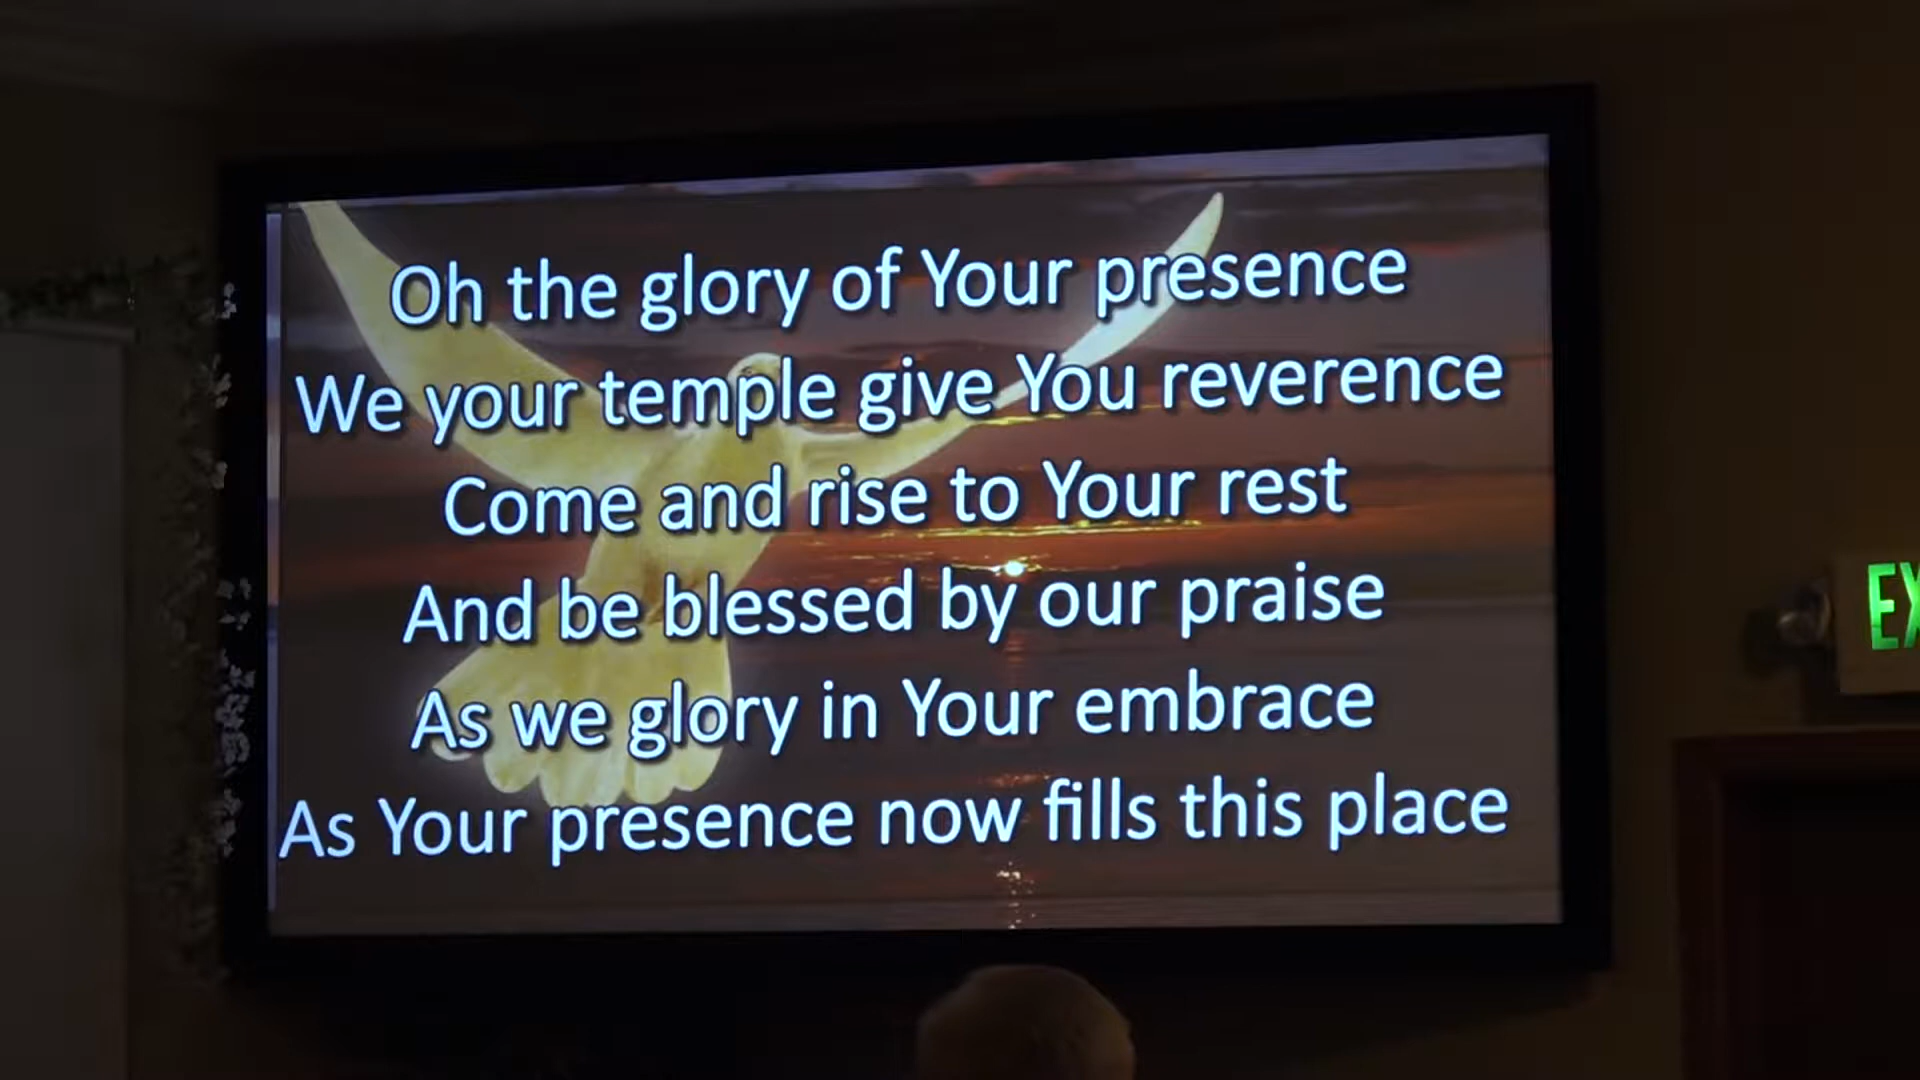 Oh the glory of Your presence
We your temple give You reverence
Come and rise to Your rest
And be blessed by our praise
As we glory in Your embrace
As Your presence now fills this place